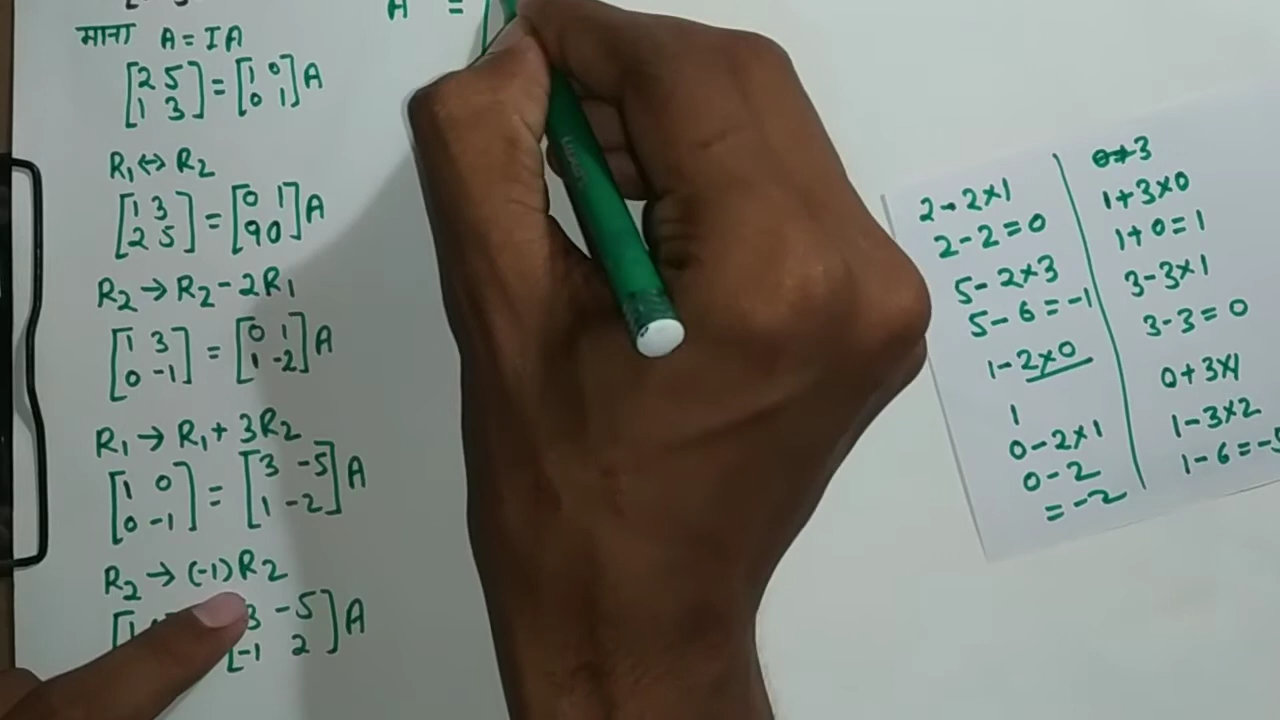 माना A = IA
[2 5
1 3] = [1 0
0 1] A
R₁ ↔ R₂
[1 3
2 5] = [0 1
90] A
R₂ → R₂ - 2R₁
[1 3
0 -1] = [0 1
1 -2] A
R₁ → R₁ + 3R₂
[1 0
0 -1] = [3 -5
1 -2] A
R₂ → (-1) R₂
3 -5
-1 2] A
A =
2 - 2×1
2 - 2 = 0
5 - 2×3
5 - 6 = -1
1 - 2×0
1
0 - 2×1
0 - 2
= -2
1 + 3×0
1 + 0 = 1
3 - 3×1
3 - 3 = 0
0 + 3×1
1 - 3×2
1 - 6 = -5